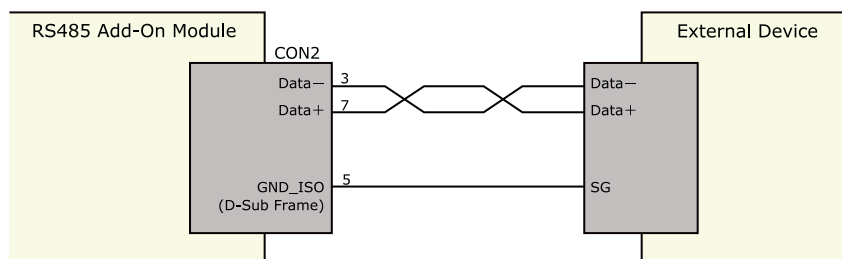 RS485 Add-On Module
External Device
CON2
Data− 3
Data−
Data+ 7
Data+
GND_ISO 5
(D-Sub Frame)
SG